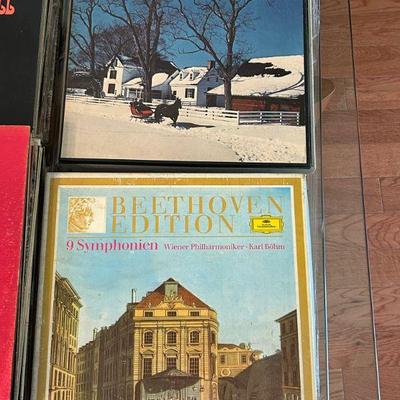 BEETHOVEN
EDITION
9 Symphonien Wiener Philharmoniker · Karl Böhm